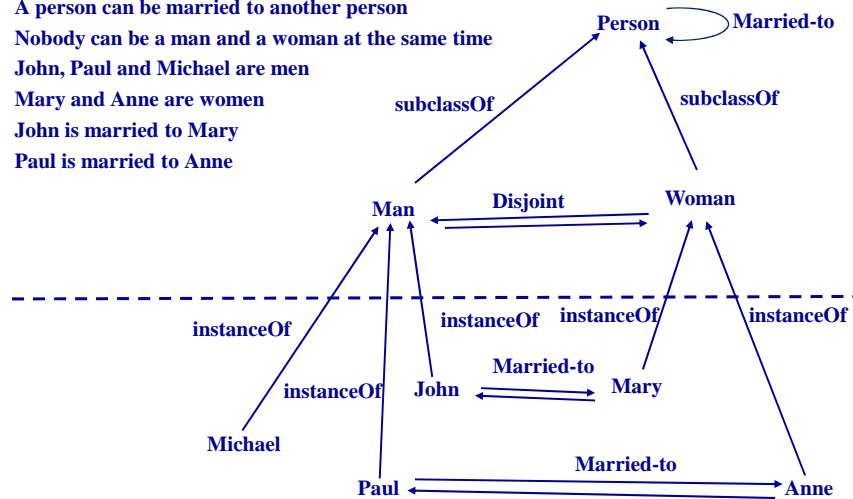 A person can be married to another person
Nobody can be a man and a woman at the same time
John, Paul and Michael are men
Mary and Anne are women
John is married to Mary
Paul is married to Anne
Person
Married-to
subclassOf
subclassOf
Man
Disjoint
Woman
instanceOf
instanceOf
instanceOf
instanceOf
instanceOf
John
Married-to
Mary
Michael
Paul
Married-to
Anne